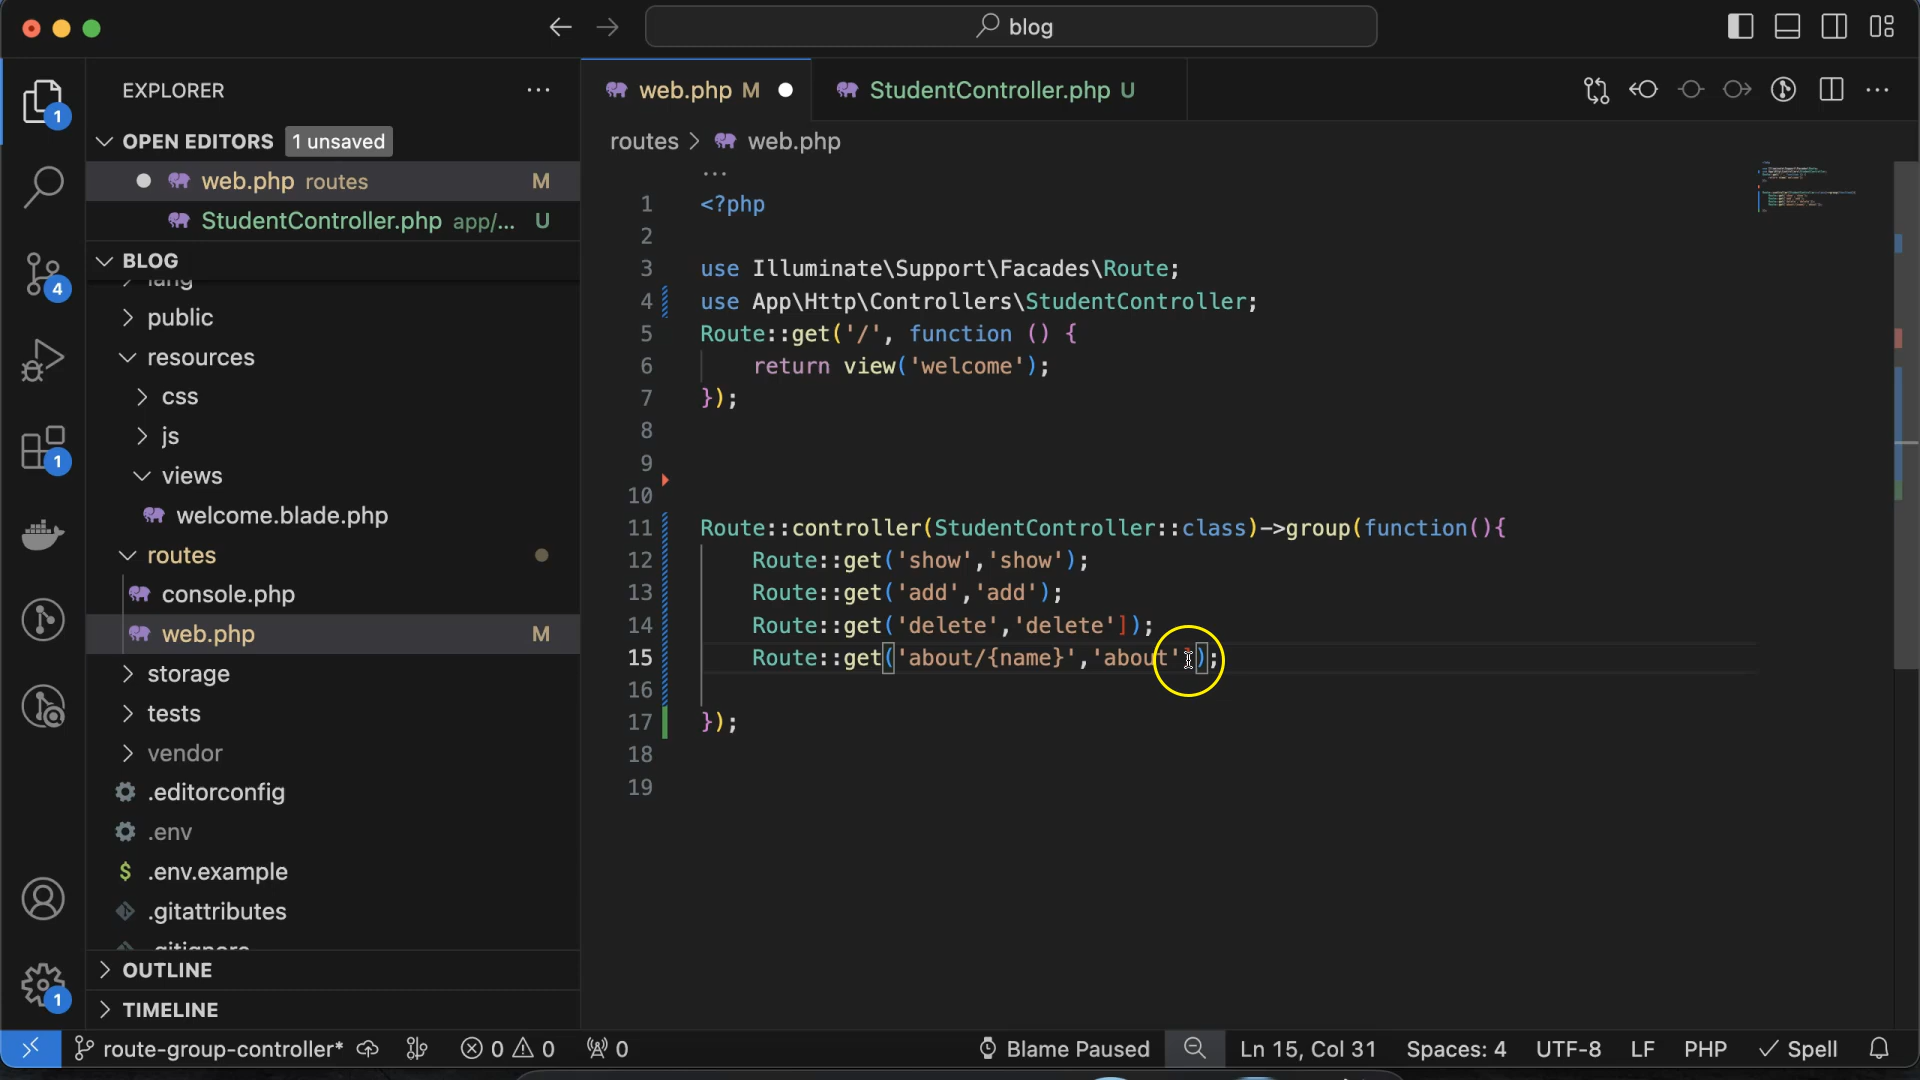 blog
EXPLORER
OPEN EDITORS 1 unsaved
web.php routes M
StudentController.php app/... U
BLOG
lang
public
resources
css
js
views
welcome.blade.php
routes
console.php
web.php M
storage
tests
vendor
.editorconfig
.env
.env.example
.gitattributes
.gitignore
OUTLINE
TIMELINE
1
4
1
1
web.php M
StudentController.php U
routes > web.php
1 <?php
2
3 use Illuminate\Support\Facades\Route;
4 use App\Http\Controllers\StudentController;
5 Route::get('/', function () {
6 return view('welcome');
7 });
8
9
10
11 Route::controller(StudentController::class)->group(function(){
12 Route::get('show','show');
13 Route::get('add','add');
14 Route::get('delete','delete']);
15 Route::get('about/{name}','about']);
16
17 });
18
19
route-group-controller* 0 0 0 Blame Paused Ln 15, Col 31 Spaces: 4 UTF-8 LF PHP Spell